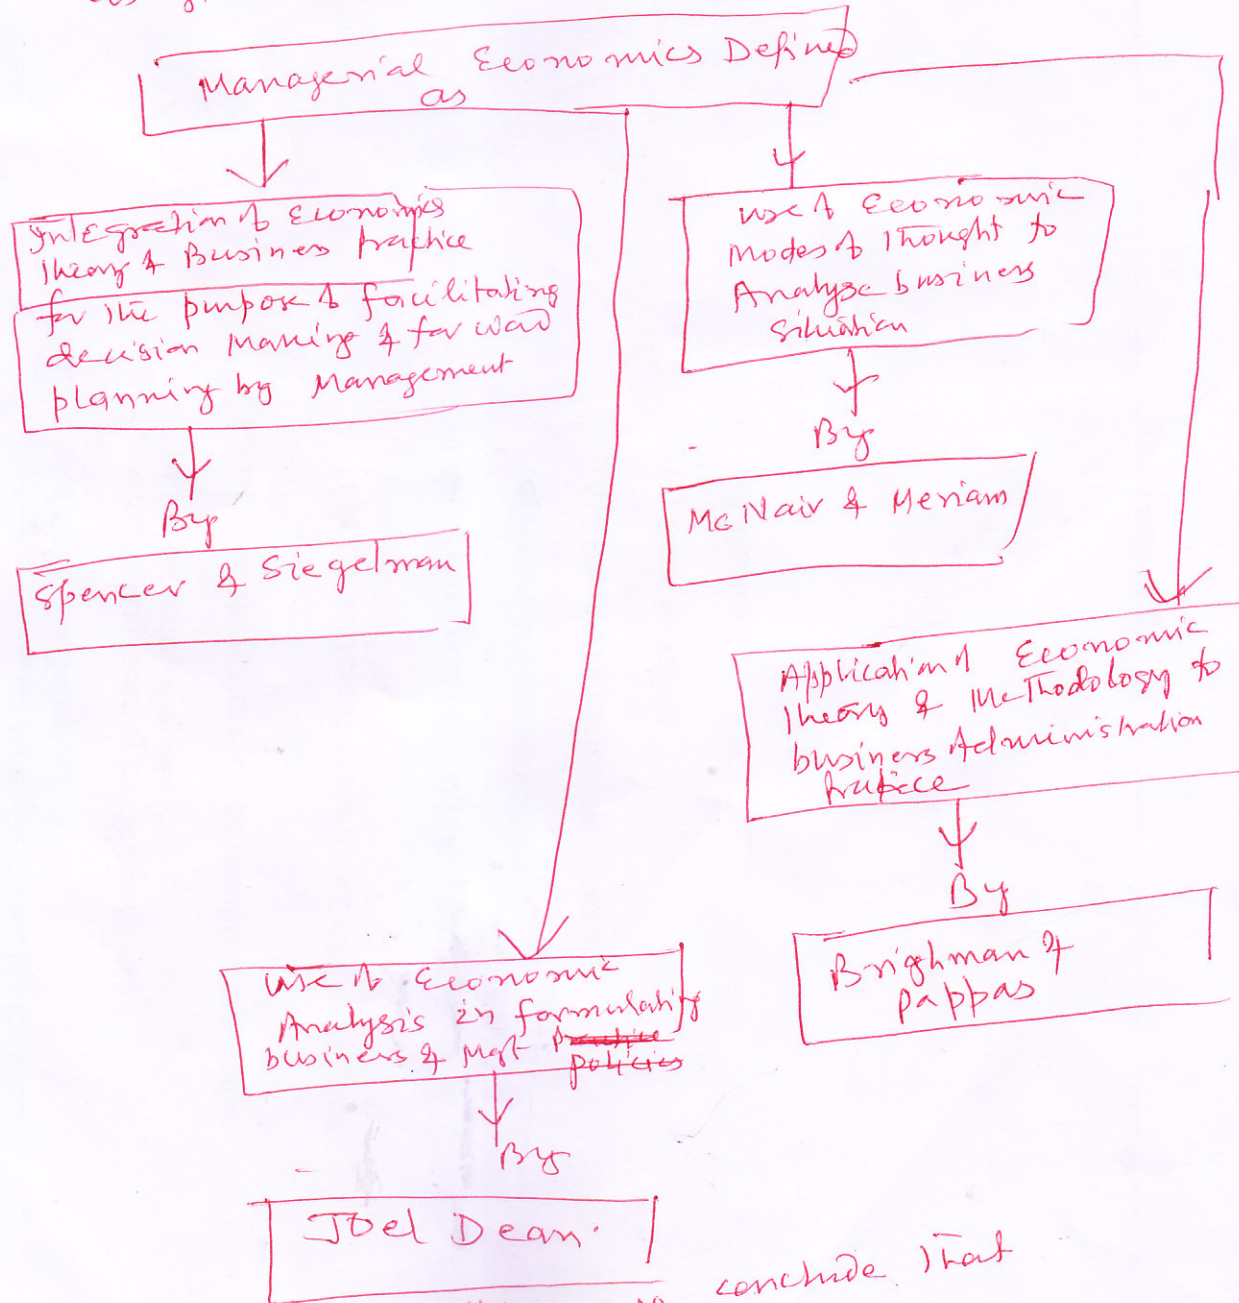 Managerial Economics Defined
as
Integration of Economics
Theory & Business Practice
for the purpose of facilitating
decision Making & forward
planning by Management
By
Spencer & Siegelman
use of Economic
Modes of Thought to
Analyse business
Situation
By
McNair & Meriam
Application of Economic
Theory & Methodology to
business Administration
Practice
By
Brighman &
pappas
use of Economic
Analysis in formulating
business & Mgt Practice
policies
By
Joel Dean.
conclude that